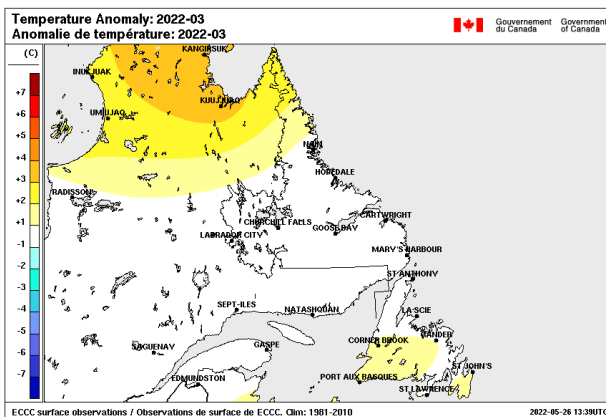 Temperature Anomaly: 2022-03
Anomalie de température: 2022-03
Gouvernement du Canada
Government of Canada
(C)
+7
+6
+5
+4
+3
+2
+1
-1
-2
-3
-4
-5
-6
-7
KANGIRSUK
INUKJUAK
KUUJJUAQ
UMIUJAQ
NAIN
HOPEDALE
RADISSON
CARTWRIGHT
CHURCHILL FALLS
GOOSE BAY
LABRADOR CITY
MARY'S HARBOUR
ST ANTHONY
SEPT-ILES
NATASHQUAN
LA SCIE
GANDER
CORNER BROOK
SAGUENAY
GASPE
ST JOHN'S
EDMUNDSTON
PORT AUX BASQUES
ST LAWRENCE
ECCC surface observations / Observations de surface de ECCC. Clim: 1981-2010
2022-05-26 13:39UTC